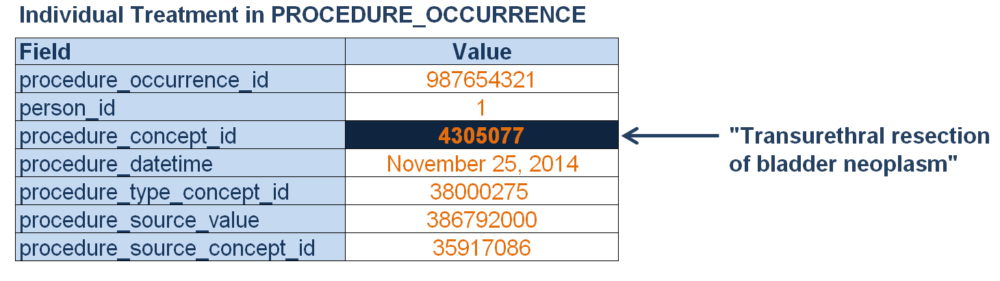 Individual Treatment in PROCEDURE_OCCURRENCE
Field Value
procedure_occurrence_id 987654321
person_id 1
procedure_concept_id 4305077
"Transurethral resection
of bladder neoplasm"
procedure_datetime November 25, 2014
procedure_type_concept_id 38000275
procedure_source_value 386792000
procedure_source_concept_id 35917086